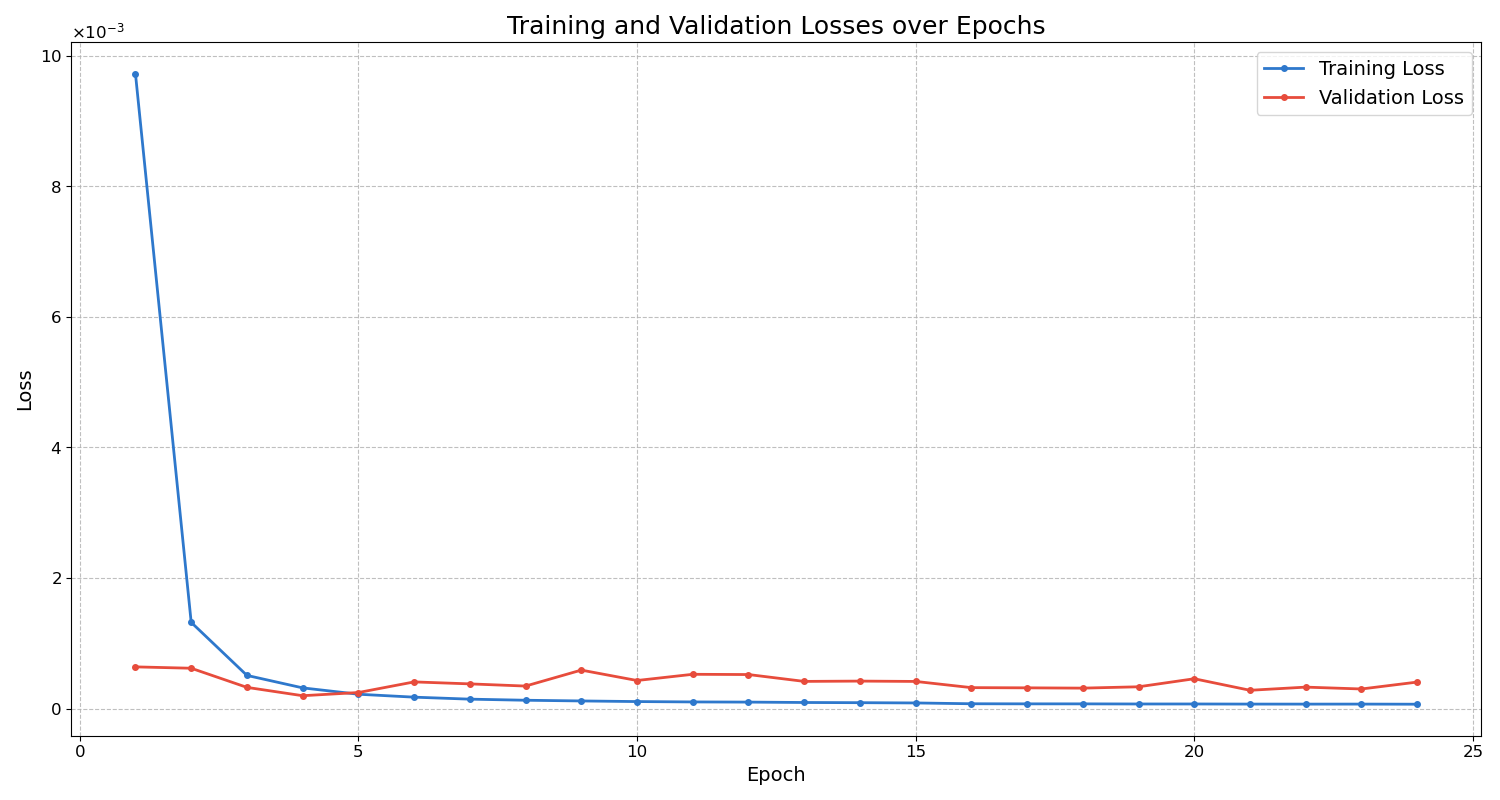 Training and Validation Losses over Epochs
×10⁻³
10
8
6
4
2
0
Loss
Training Loss
Validation Loss
0 5 10 15 20 25
Epoch